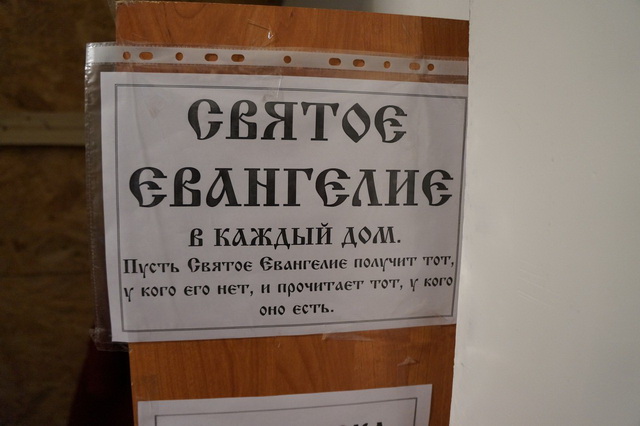 СВЯТОЕ
ЕВАНГЕЛИЕ
В КАЖДЫЙ ДОМ.
Пусть Святое Евангелие получит тот,
у кого его нет, и прочитает тот, у кого
оно есть.